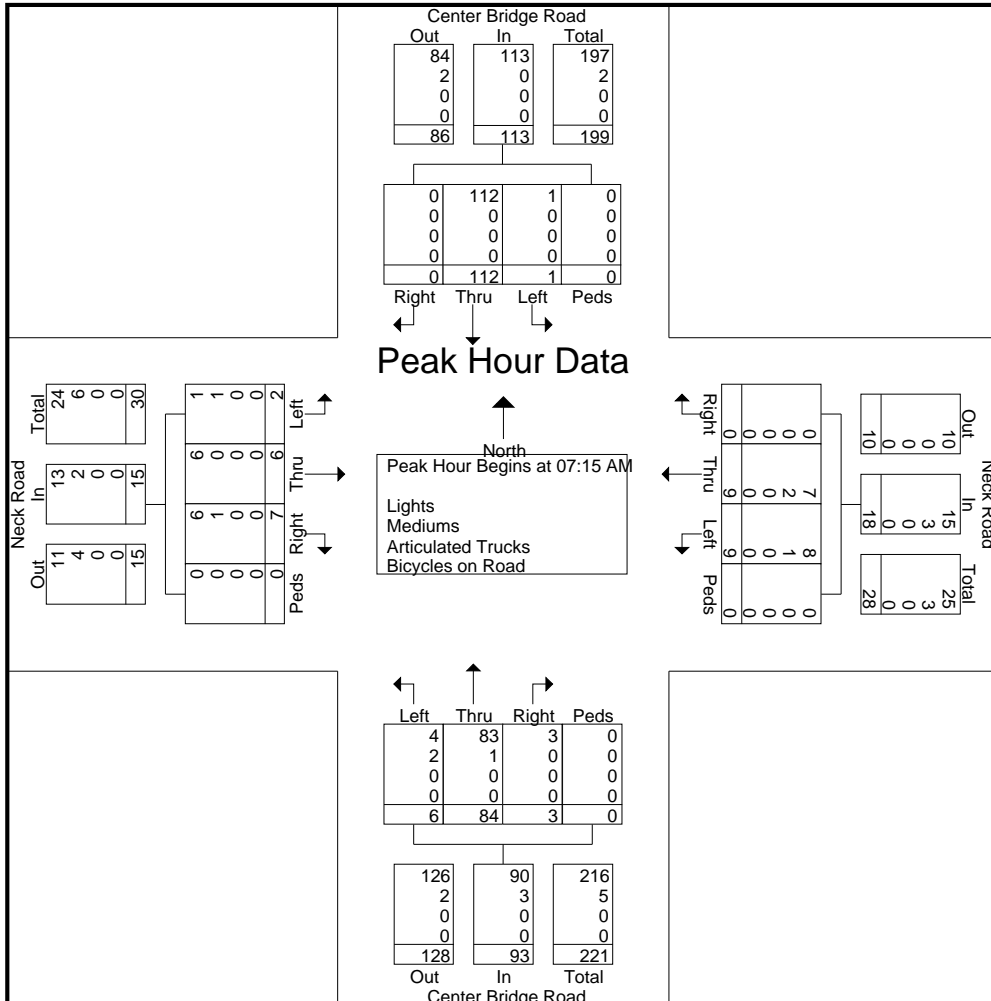 Center Bridge Road
Out In Total
84 113 197
2 0 2
0 0 0
0 0 0
86 113 199
0 112 1 0
0 0 0 0
0 0 0 0
0 0 0 0
0 112 1 0
Right Thru Left Peds
Peak Hour Data
North
Peak Hour Begins at 07:15 AM
Lights
Mediums
Articulated Trucks
Bicycles on Road
Neck Road
Out In Total
11 13 24
4 2 6
0 0 0
0 0 0
15 15 30
Left
1 1 0 0 2
Thru
6 0 0 0 6
Right
6 1 0 0 7
Peds
0 0 0 0 0
Neck Road
Out In Total
10 15 25
0 3 3
0 0 0
0 0 0
10 18 28
Right
0 0 0 0 0
Thru
7 2 0 0 9
Left
8 1 0 0 9
Peds
0 0 0 0 0
Left Thru Right Peds
4 83 3 0
2 1 0 0
0 0 0 0
0 0 0 0
6 84 3 0
126 90 216
2 3 5
0 0 0
0 0 0
128 93 221
Out In Total
Center Bridge Road